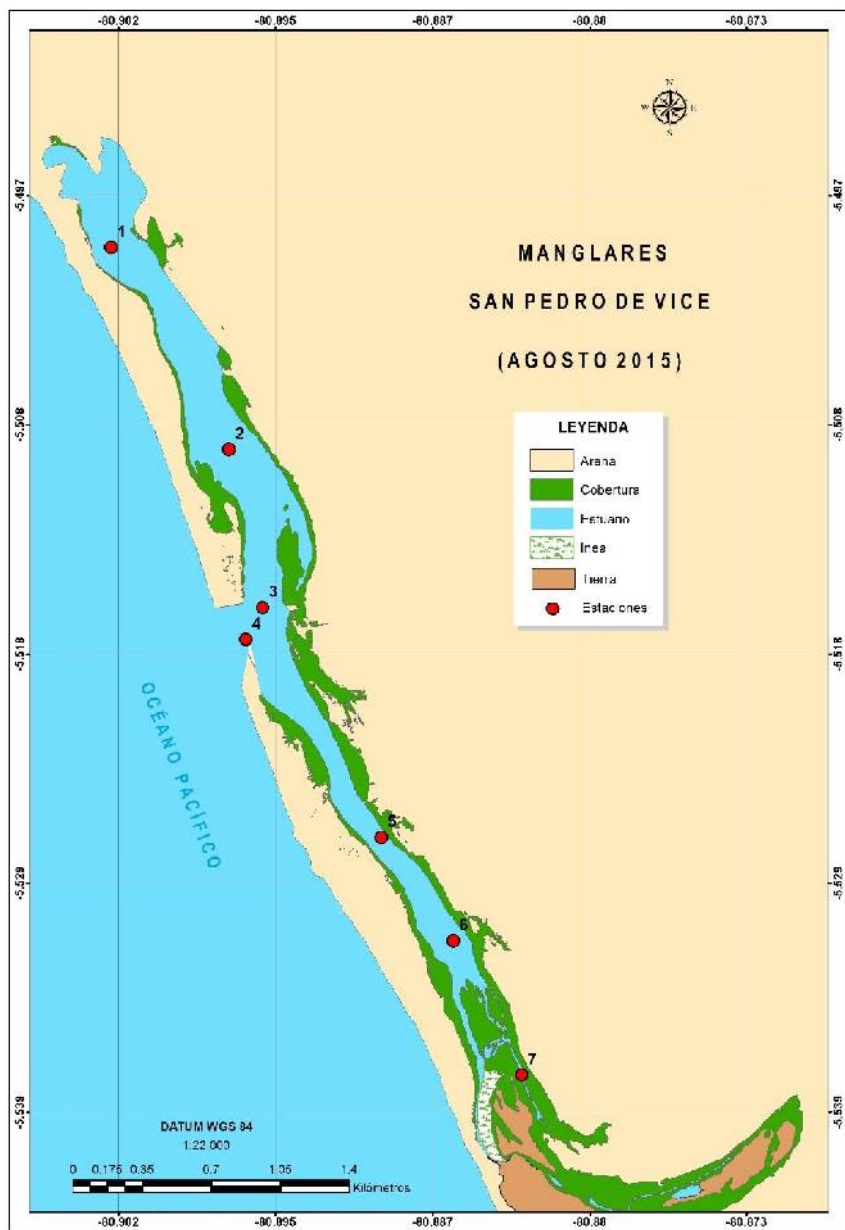 -80.902 -80.895 -80.887 -80.88 -80.873
N
W E
S
-5.497 -5.497
1
MANGLARES
SAN PEDRO DE VICE
(AGOSTO 2015)
-5.508 -5.508
2
LEYENDA
Arena
Cobertura
Estuario
Inea
Tierra
Estaciones
3
4
-5.518 -5.518
OCÉANO PACÍFICO
5
-5.529 -5.529
6
7
-5.539 -5.539
DATUM WGS 84
1:22 000
0 0.175 0.35 0.7 1.05 1.4
Kilómetros
-80.902 -80.895 -80.887 -80.88 -80.873